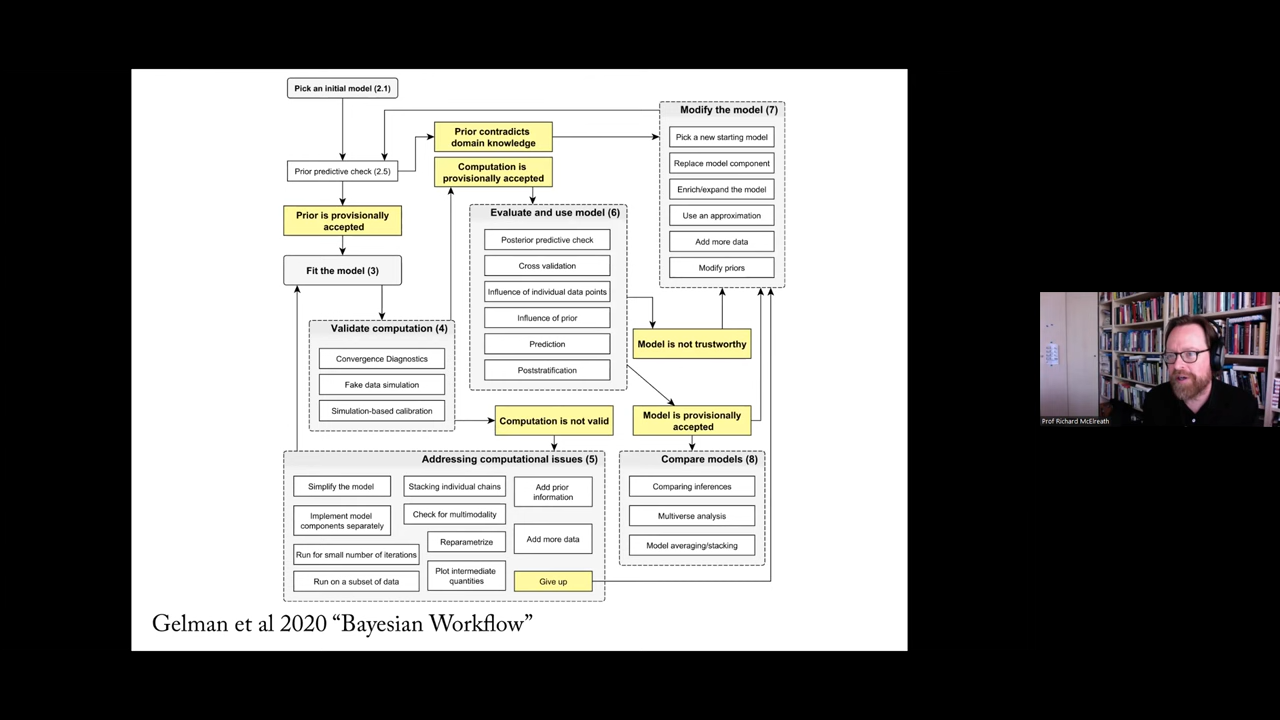 Pick an initial model (2.1)
Prior predictive check (2.5)
Prior is provisionally
accepted
Fit the model (3)
Prior contradicts
domain knowledge
Computation is
provisionally accepted
Validate computation (4)
Convergence Diagnostics
Fake data simulation
Simulation-based calibration
Evaluate and use model (6)
Posterior predictive check
Cross validation
Influence of individual data points
Influence of prior
Prediction
Poststratification
Modify the model (7)
Pick a new starting model
Replace model component
Enrich/expand the model
Use an approximation
Add more data
Modify priors
Model is not trustworthy
Computation is not valid
Model is provisionally
accepted
Addressing computational issues (5)
Simplify the model
Implement model
components separately
Run for small number of iterations
Run on a subset of data
Stacking individual chains
Check for multimodality
Reparametrize
Plot intermediate
quantities
Add prior
information
Add more data
Give up
Compare models (8)
Comparing inferences
Multiverse analysis
Model averaging/stacking
Gelman et al 2020 “Bayesian Workflow”
Prof Richard McElreath